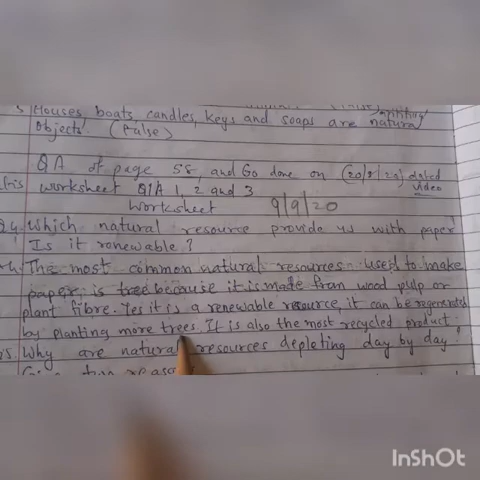 Houses, boats, candles, keys and soaps are natural
objects. (False)
QA of page 58, and 60 done on (20/8/20) dated
this worksheet Q/A 1, 2 and 3 video
Worksheet 9/9/20
Q4. Which natural resource provide us with paper?
Is it renewable?
The most common natural resources used to make
paper is tree because it is made from wood pulp or
plant fibre. Yes it is a renewable resource, it can be regenerated
by planting more trees. It is also the most recycled product.
Why are natural resources depleting day by day?
InShOt